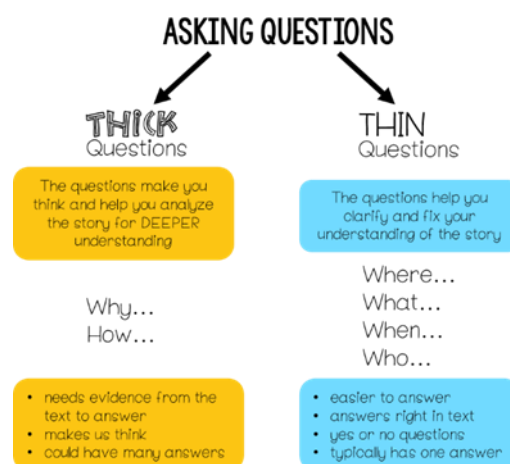 ASKING QUESTIONS
THICK
Questions
The questions make you
think and help you analyze
the story for DEEPER
understanding
Why...
How...
• needs evidence from the
text to answer
• makes us think
• could have many answers
THIN
Questions
The questions help you
clarify and fix your
understanding of the story
Where...
What...
When...
Who...
• easier to answer
• answers right in text
• yes or no questions
• typically has one answer